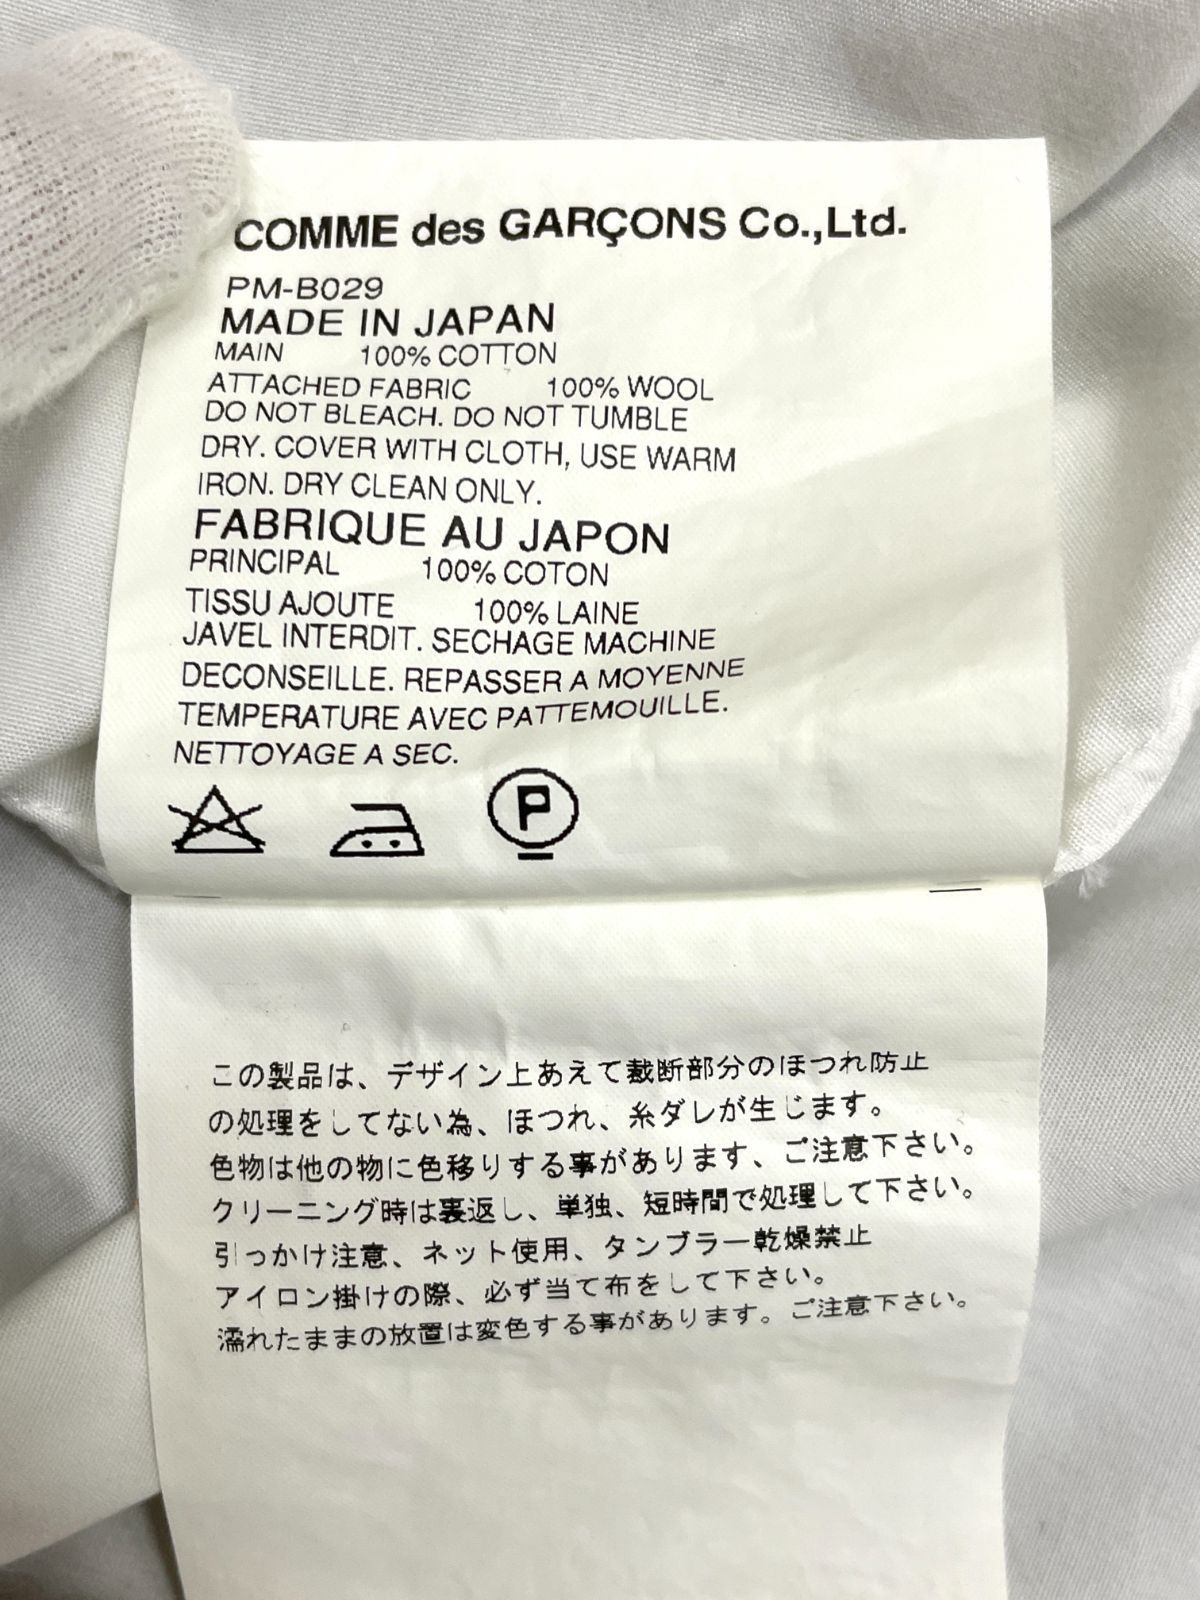 COMME des GARÇONS Co.,Ltd.
PM-B029
MADE IN JAPAN
MAIN 100% COTTON
ATTACHED FABRIC 100% WOOL
DO NOT BLEACH. DO NOT TUMBLE
DRY. COVER WITH CLOTH, USE WARM
IRON. DRY CLEAN ONLY.
FABRIQUE AU JAPON
PRINCIPAL 100% COTON
TISSU AJOUTE 100% LAINE
JAVEL INTERDIT. SECHAGE MACHINE
DECONSEILLE. REPASSER A MOYENNE
TEMPERATURE AVEC PATTEMOUILLE.
NETTOYAGE A SEC.
P
この製品は、デザイン上あえて裁断部分のほつれ防止
の処理をしてない為、ほつれ、糸ダレが生じます。
色物は他の物に色移りする事があります、ご注意下さい。
クリーニング時は裏返し、単独、短時間で処理して下さい。
引っかけ注意、ネット使用、タンブラー乾燥禁止
アイロン掛けの際、必ず当て布をして下さい。
濡れたままの放置は変色する事があります。ご注意下さい。